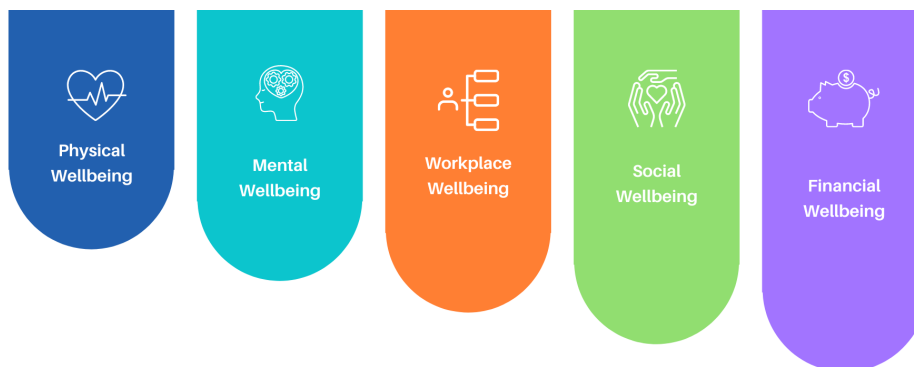 Physical
Wellbeing
Mental
Wellbeing
Workplace
Wellbeing
Social
Wellbeing
$
Financial
Wellbeing